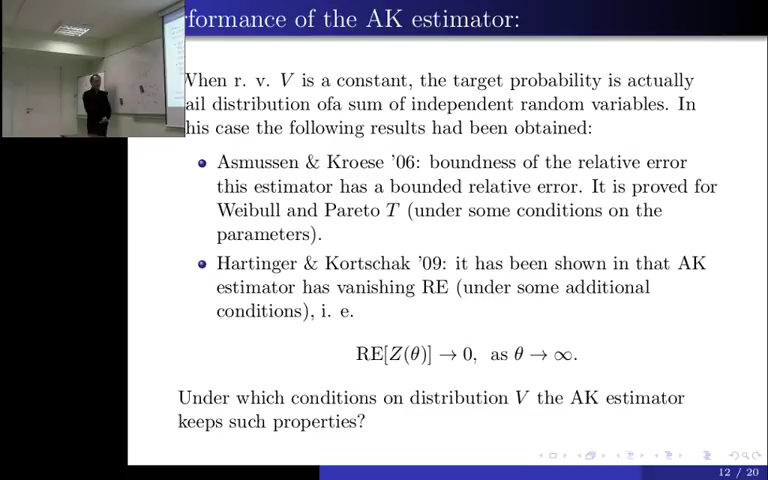 rformance of the AK estimator:
When r. v. V is a constant, the target probability is actually
ail distribution ofa sum of independent random variables. In
his case the following results had been obtained:
Asmussen & Kroese '06: boundness of the relative error
this estimator has a bounded relative error. It is proved for
Weibull and Pareto T (under some conditions on the
parameters).
Hartinger & Kortschak '09: it has been shown in that AK
estimator has vanishing RE (under some additional
conditions), i. e.
RE[Z(θ)] → 0, as θ → ∞.
Under which conditions on distribution V the AK estimator
keeps such properties?
12 / 20